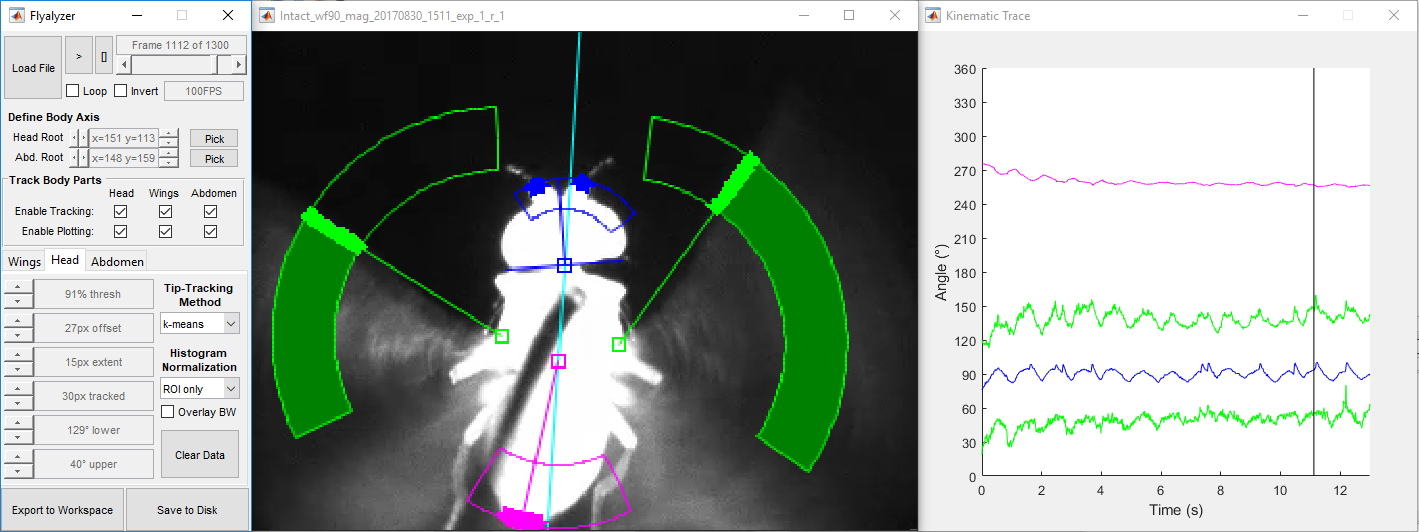 Flyalyzer
Load File
>
[]
Frame 1112 of 1300
Loop
Invert
100FPS
Define Body Axis
Head Root
x=151 y=113
Pick
Abd. Root
x=148 y=159
Pick
Track Body Parts
Head Wings Abdomen
Enable Tracking:
Enable Plotting:
Wings Head Abdomen
91% thresh
27px offset
15px extent
30px tracked
129° lower
40° upper
Tip-Tracking
Method
k-means
Histogram
Normalization
ROI only
Overlay BW
Clear Data
Export to Workspace
Save to Disk
Intact_wf90_mag_20170830_1511_exp_1_r_1
Kinematic Trace
360
330
300
270
240
210
180
150
120
90
60
30
0
Angle (°)
0 2 4 6 8 10 12
Time (s)